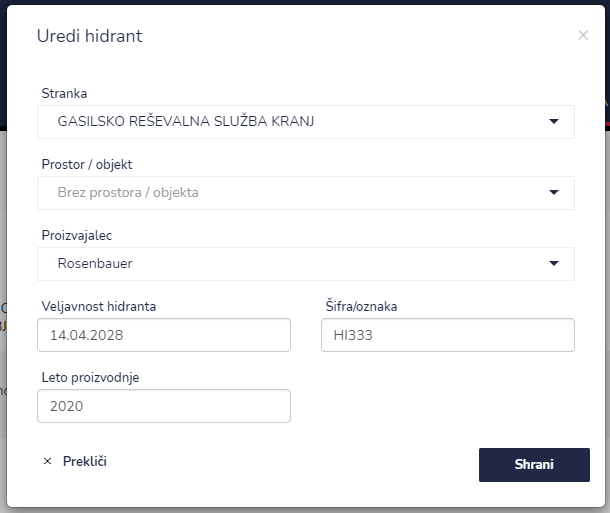 Uredi hidrant
×
Stranka
GASILSKO REŠEVALNA SLUŽBA KRANJ
Prostor / objekt
Brez prostora / objekta
Proizvajalec
Rosenbauer
Veljavnost hidranta
Šifra/oznaka
14.04.2028
HI333
Leto proizvodnje
2020
× Prekliči
Shrani